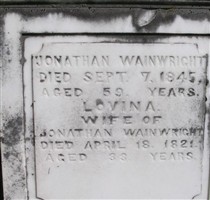 JONATHAN WAINWRIGHT
DIED SEPT. 7, 1845,
AGED 59. YEARS.
LOVINA.
WIFE OF
JONATHAN WAINWRIGHT
DIED APRIL 18, 1821.
AGED 33 YEARS